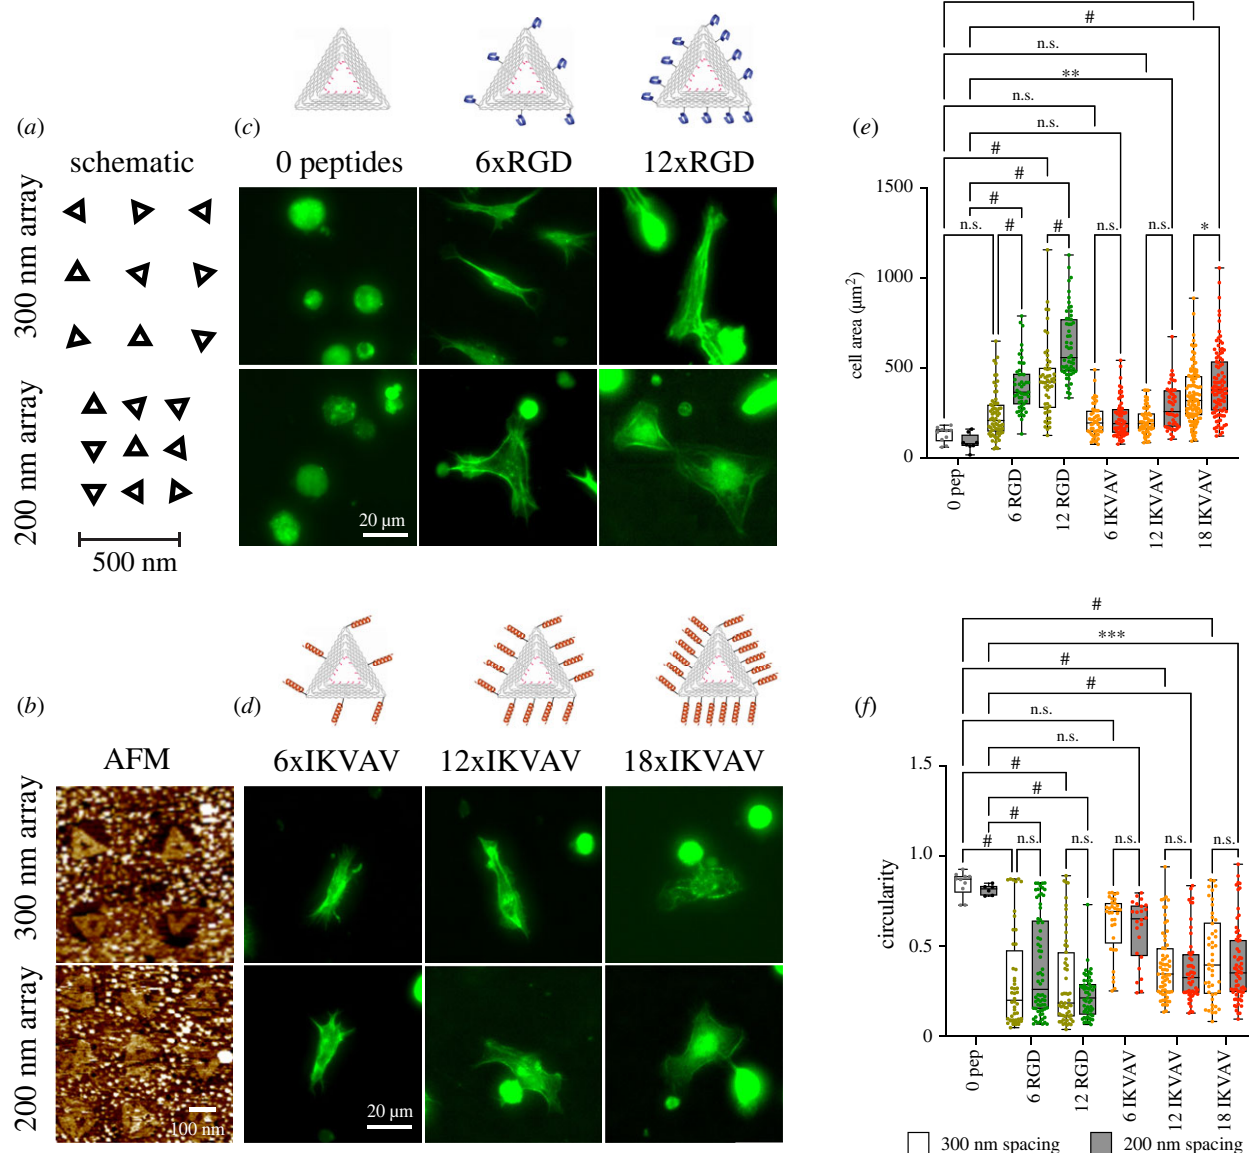 (a)
schematic
300 nm array
200 nm array
500 nm
(c)
0 peptides
6xRGD
12xRGD
20 µm
(e)
#
n.s.
**
n.s.
n.s.
#
#
#
n.s.
#
#
n.s.
n.s.
*
cell area (µm²)
1500
1000
500
0
0 pep
6 RGD
12 RGD
6 IKVAV
12 IKVAV
18 IKVAV
(b)
AFM
300 nm array
200 nm array
100 nm
(d)
6xIKVAV
12xIKVAV
18xIKVAV
20 µm
(f)
#
***
#
#
n.s.
n.s.
#
#
#
#
n.s.
n.s.
n.s.
n.s.
n.s.
circularity
1.5
1.0
0.5
0
0 pep
6 RGD
12 RGD
6 IKVAV
12 IKVAV
18 IKVAV
300 nm spacing
200 nm spacing